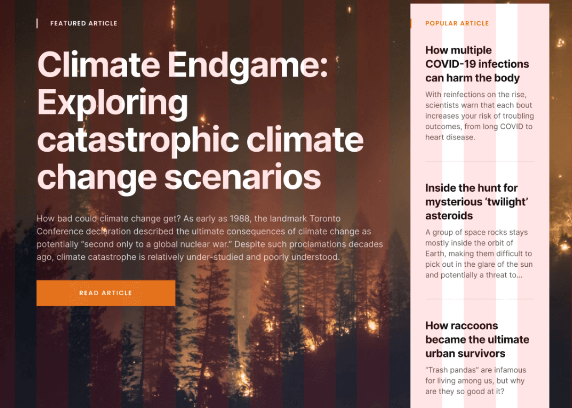 FEATURED ARTICLE
Climate Endgame:
Exploring
catastrophic climate
change scenarios
How bad could climate change get? As early as 1988, the landmark Toronto
Conference declaration described the ultimate consequences of climate change as
potentially “second only to a global nuclear war.” Despite such proclamations decades
ago, climate catastrophe is relatively under-studied and poorly understood.
READ ARTICLE
POPULAR ARTICLE
How multiple
COVID-19 infections
can harm the body
With reinfections on the rise,
scientists warn that each bout
increases your risk of troubling
outcomes, from long COVID to
heart disease.
Inside the hunt for
mysterious ‘twilight’
asteroids
A group of space rocks stays
mostly inside the orbit of
Earth, making them difficult to
pick out in the glare of the sun
and potentially a threat to...
How raccoons
became the ultimate
urban survivors
“Trash pandas” are infamous
for living among us, but why
are they so good at it?